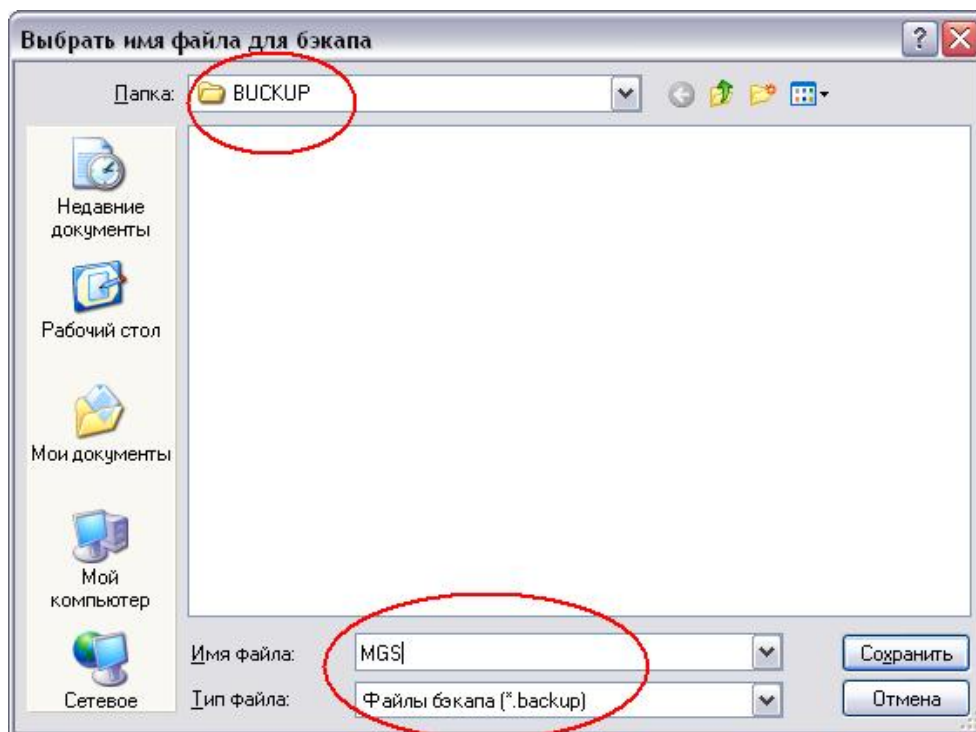 Выбрать имя файла для бэкапа
Папка: BUCKUP
Недавние документы
Рабочий стол
Мои документы
Мой компьютер
Сетевое
Имя файла: MGS Сохранить
Тип файла: Файлы бэкапа (*.backup) Отмена